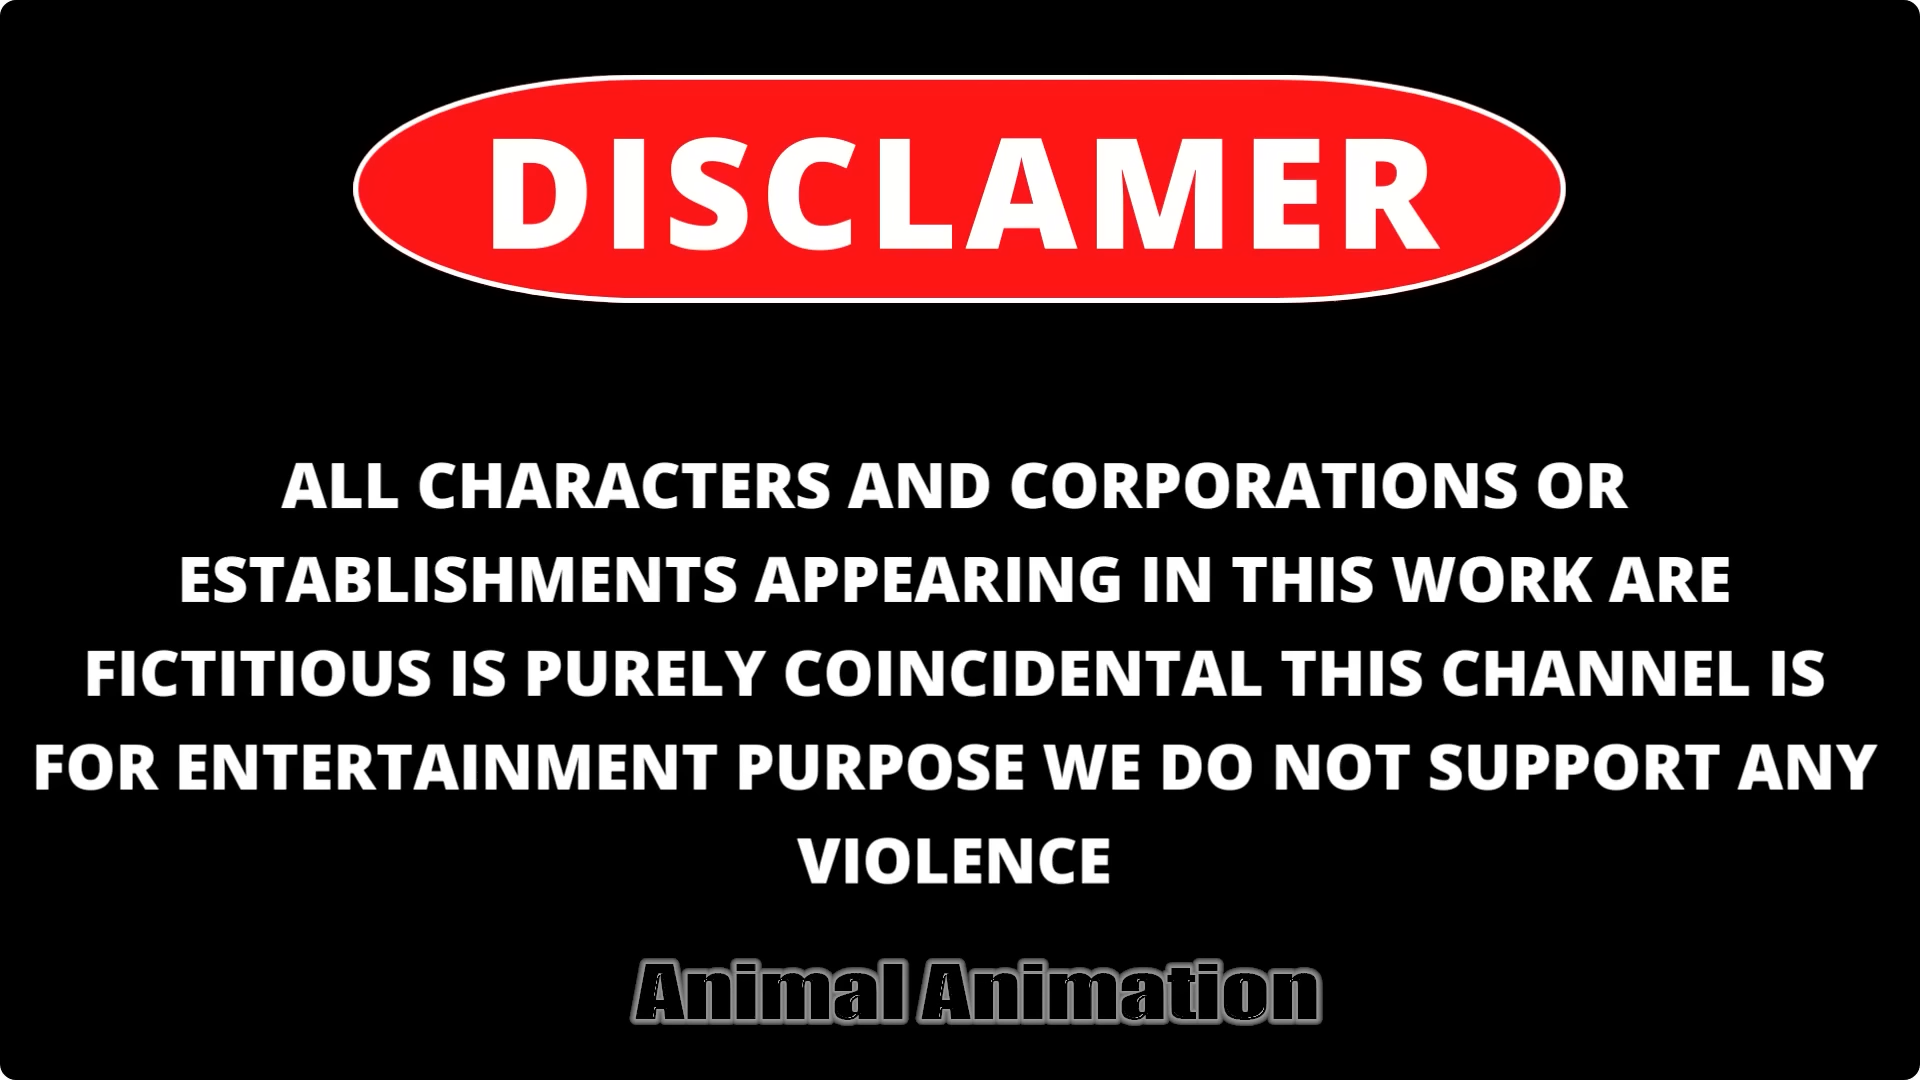 DISCLAMER
ALL CHARACTERS AND CORPORATIONS OR
ESTABLISHMENTS APPEARING IN THIS WORK ARE
FICTITIOUS IS PURELY COINCIDENTAL THIS CHANNEL IS
FOR ENTERTAINMENT PURPOSE WE DO NOT SUPPORT ANY
VIOLENCE
Animal Animation